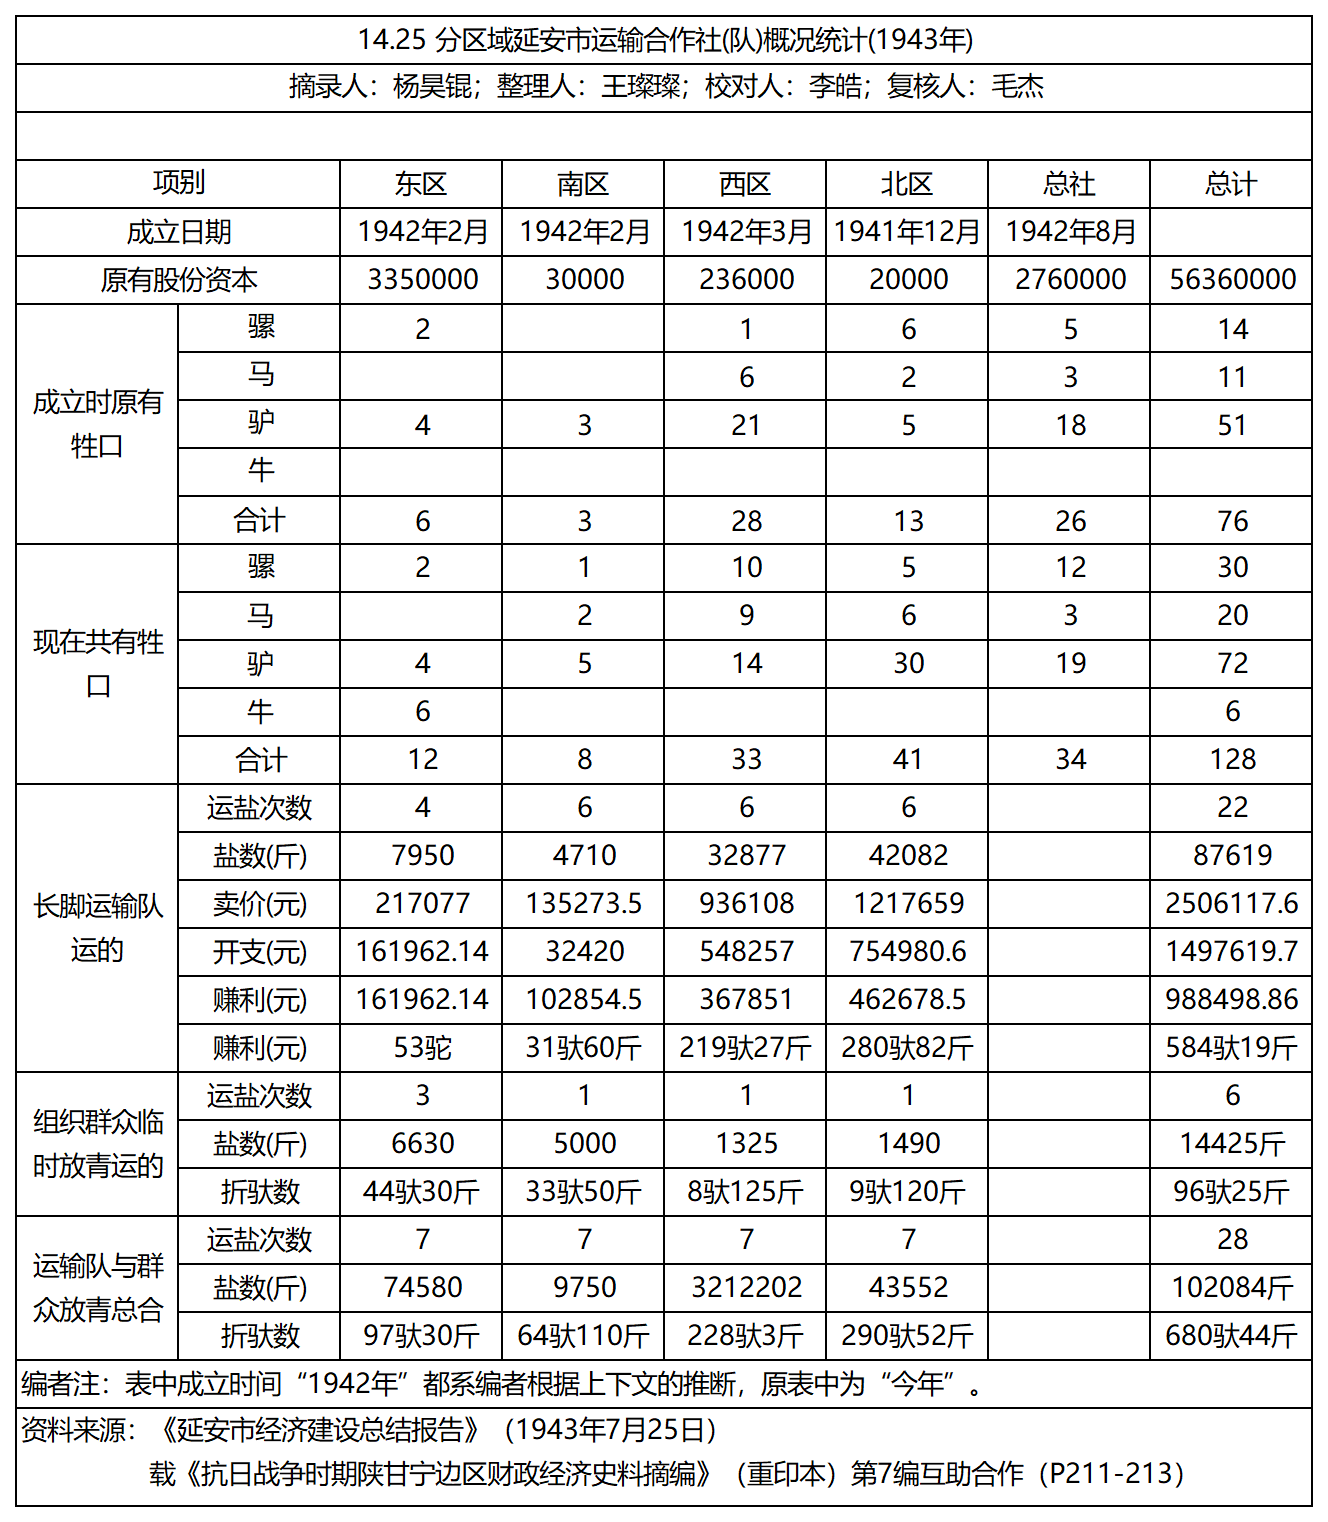 14.25 分区域延安市运输合作社(队)概况统计(1943年)
摘录人：杨昊锟；整理人：王璨璨；校对人：李皓；复核人：毛杰
项别 东区 南区 西区 北区 总社 总计
成立日期 1942年2月 1942年2月 1942年3月 1941年12月 1942年8月
原有股份资本 3350000 30000 236000 20000 2760000 56360000
成立时原有牲口
骡 2 1 6 5 14
马 6 2 3 11
驴 4 3 21 5 18 51
牛
合计 6 3 28 13 26 76
现在共有牲口
骡 2 1 10 5 12 30
马 2 9 6 3 20
驴 4 5 14 30 19 72
牛 6 6
合计 12 8 33 41 34 128
长脚运输队运的
运盐次数 4 6 6 6 22
盐数(斤) 7950 4710 32877 42082 87619
卖价(元) 217077 135273.5 936108 1217659 2506117.6
开支(元) 161962.14 32420 548257 754980.6 1497619.7
赚利(元) 161962.14 102854.5 367851 462678.5 988498.86
赚利(元) 53驼 31驮60斤 219驮27斤 280驮82斤 584驮19斤
组织群众临时放青运的
运盐次数 3 1 1 1 6
盐数(斤) 6630 5000 1325 1490 14425斤
折驮数 44驮30斤 33驮50斤 8驮125斤 9驮120斤 96驮25斤
运输队与群众放青总合
运盐次数 7 7 7 7 28
盐数(斤) 74580 9750 3212202 43552 102084斤
折驮数 97驮30斤 64驮110斤 228驮3斤 290驮52斤 680驮44斤
编者注：表中成立时间“1942年”都系编者根据上下文的推断，原表中为“今年”。
资料来源：《延安市经济建设总结报告》（1943年7月25日）
载《抗日战争时期陕甘宁边区财政经济史料摘编》（重印本）第7编互助合作（P211-213）